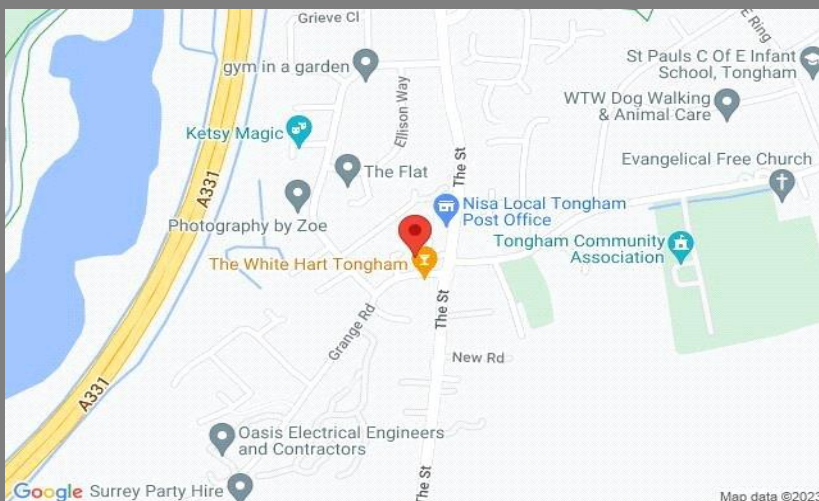 Grieve Cl
E Ring
gym in a garden
Ellison Way
St Pauls C Of E Infant
School, Tongham
WTW Dog Walking
& Animal Care
Ketsy Magic
The Flat
The St
Evangelical Free Church
A331
Photography by Zoe
Nisa Local Tongham
Post Office
Tongham Community
Association
The White Hart Tongham
The St
Grange Rd
New Rd
A331
Oasis Electrical Engineers
and Contractors
The St
Google
Surrey Party Hire
Map data ©2023